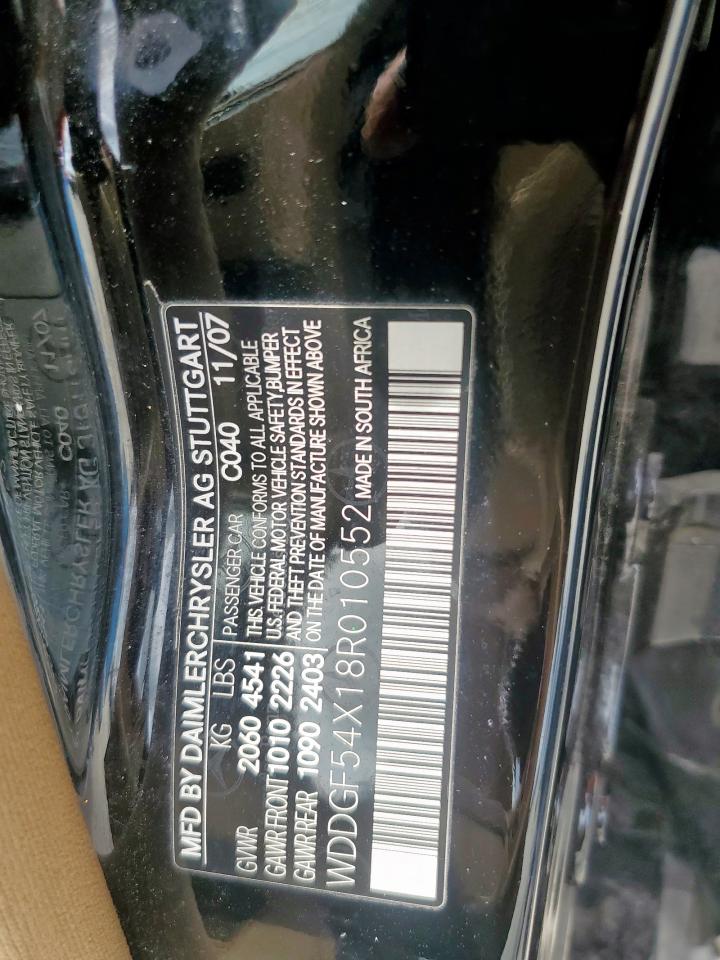 MFD BY DAIMLERCHRYSLER AG STUTTGART
KG LBS PASSENGER CAR C040 11/07
GVWR 2060 4541 THIS VEHICLE CONFORMS TO ALL APPLICABLE
GAWR FRONT 1010 2226 U.S. FEDERAL MOTOR VEHICLE SAFETY, BUMPER
GAWR REAR 1090 2403 AND THEFT PREVENTION STANDARDS IN EFFECT
ON THE DATE OF MANUFACTURE SHOWN ABOVE
WDDGF54X18R010552 MADE IN SOUTH AFRICA